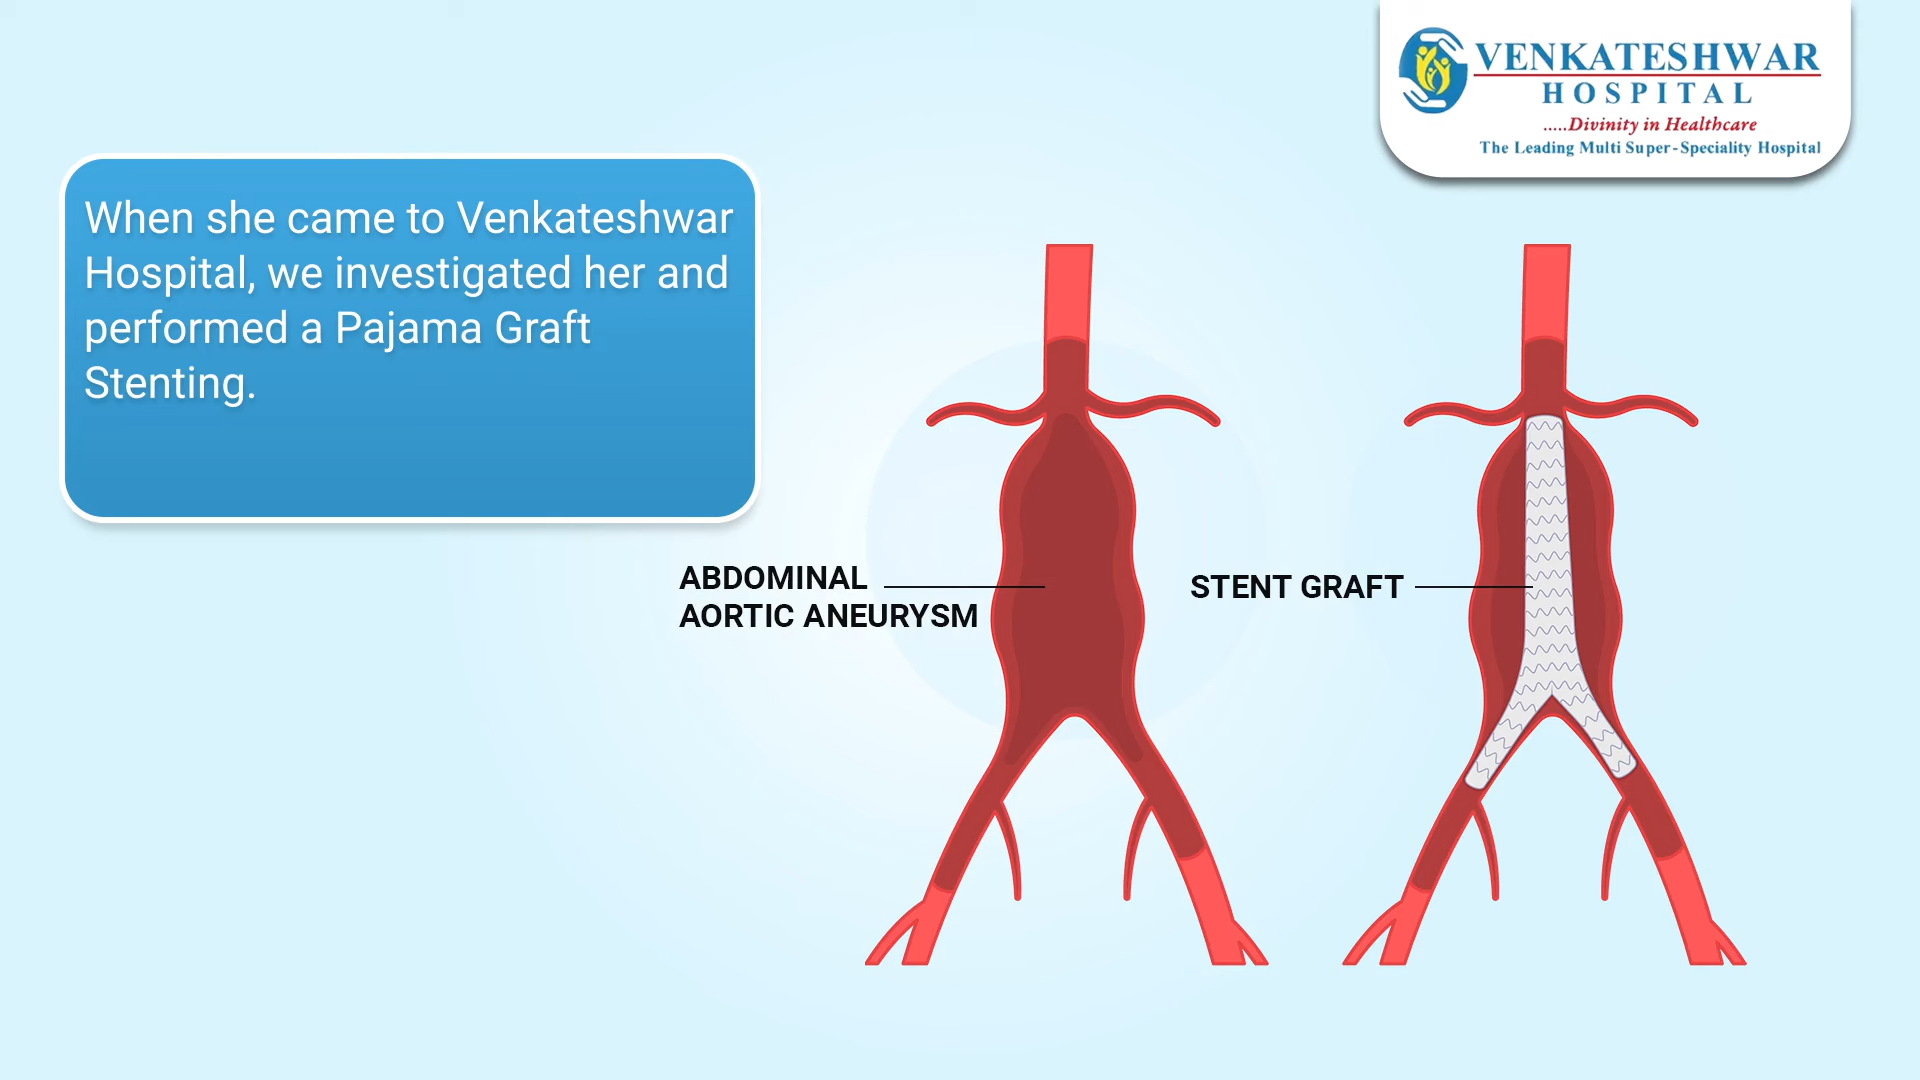 VENKATESHWAR
HOSPITAL
.....Divinity in Healthcare
The Leading Multi Super-Speciality Hospital
When she came to Venkateshwar
Hospital, we investigated her and
performed a Pajama Graft
Stenting.
ABDOMINAL
AORTIC ANEURYSM
STENT GRAFT